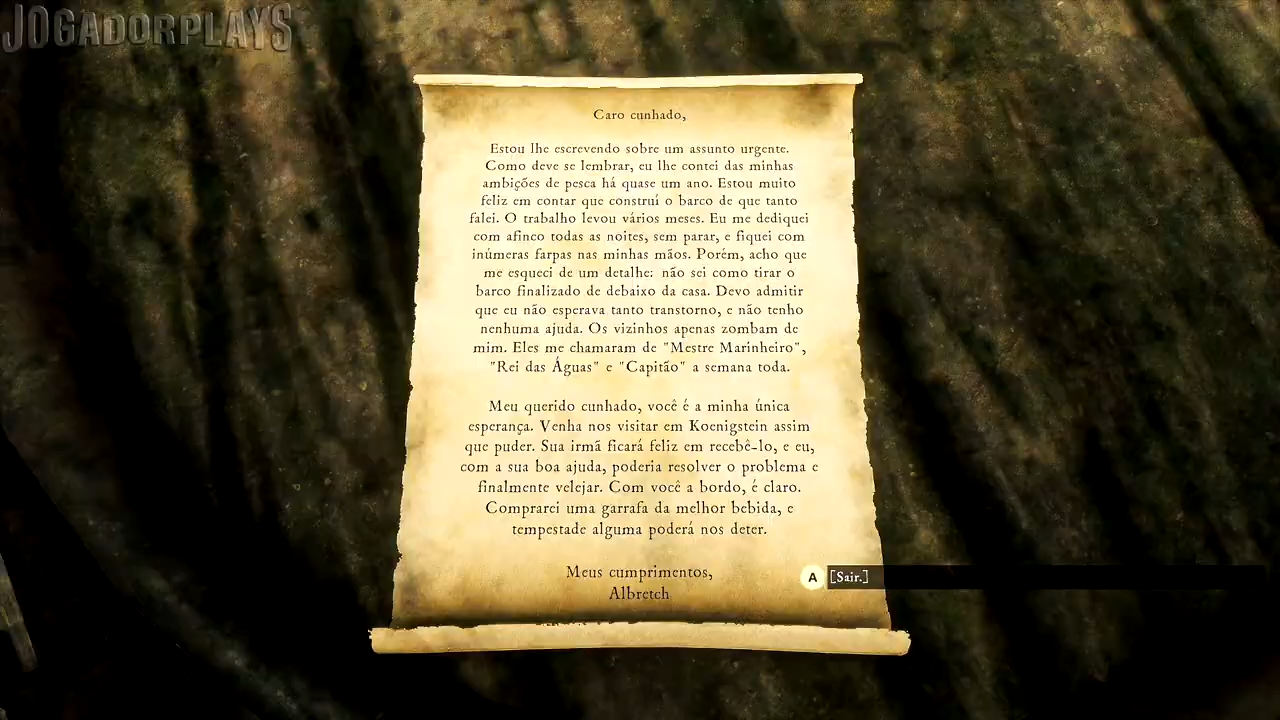 JOGADORPLAYS
Caro cunhado,
Estou lhe escrevendo sobre um assunto urgente.
Como deve se lembrar, eu lhe contei das minhas
ambições de pesca há quase um ano. Estou muito
feliz em contar que construí o barco de que tanto
falei. O trabalho levou vários meses. Eu me dediquei
com afinco todas as noites, sem parar, e fiquei com
inúmeras farpas nas minhas mãos. Porém, acho que
me esqueci de um detalhe: não sei como tirar o
barco finalizado de debaixo da casa. Devo admitir
que eu não esperava tanto transtorno, e não tenho
nenhuma ajuda. Os vizinhos apenas zombam de
mim. Eles me chamaram de "Mestre Marinheiro",
"Rei das Águas" e "Capitão" a semana toda.
Meu querido cunhado, você é a minha única
esperança. Venha nos visitar em Koenigstein assim
que puder. Sua irmã ficará feliz em recebê-lo, e eu,
com a sua boa ajuda, poderia resolver o problema e
finalmente velejar. Com você a bordo, é claro.
Comprarei uma garrafa da melhor bebida, e
tempestade alguma poderá nos deter.
Meus cumprimentos,
Albretch
A [Sair.]